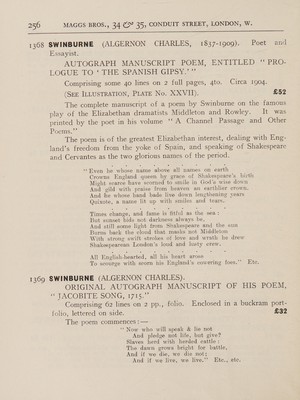 256 MAGGS BROS., 34 & 35, CONDUIT STREET, LONDON, W.
1368 SWINBURNE (ALGERNON CHARLES, 1837-1909). Poet and
Essayist.
AUTOGRAPH MANUSCRIPT POEM, ENTITLED "PRO-
LOGUE TO 'THE SPANISH GIPSY.'"
Comprising some 40 lines on 2 full pages, 4to. Circa 1904.
(SEE ILLUSTRATION, PLATE NO. XXVII). £52
The complete manuscript of a poem by Swinburne on the famous
play of the Elizabethan dramatists Middleton and Rowley. It was
printed by the poet in his volume "A Channel Passage and Other
Poems."
The poem is of the greatest Elizabethan interest, dealing with Eng-
land's freedom from the yoke of Spain, and speaking of Shakespeare
and Cervantes as the two glorious names of the period.
"Even he whose name above all names on earth
Crowns England queen by grace of Shakespeare's birth
Might scarce have scorned to smile in God's wise down
And gild with praise from heaven an earthlier crown.
And he whose hand bade live down lengthening years
Quixote, a name lit up with smiles and tears.
Times change, and fame is fitful as the sea:
But sunset bids not darkness always be,
And still some light from Shakespeare and the sun
Burns back the cloud that masks not Middleton.
With strong swift strokes of love and wrath he drew
Shakespearean London's loud and lusty crew.
All English-hearted, all his heart arose
To scourge with scorn his England's cowering foes." Etc.
1369 SWINBURNE (ALGERNON CHARLES).
ORIGINAL AUTOGRAPH MANUSCRIPT OF HIS POEM,
"JACOBITE SONG, 1715."
Comprising 62 lines on 2 pp., folio. Enclosed in a buckram port-
folio, lettered on side. £32
The poem commences:—
"Now who will speak & lie not
And pledge not life, but give?
Slaves herd with herded cattle:
The dawn grows bright for battle,
And if we die, we die not;
And if we live, we live." Etc., etc.